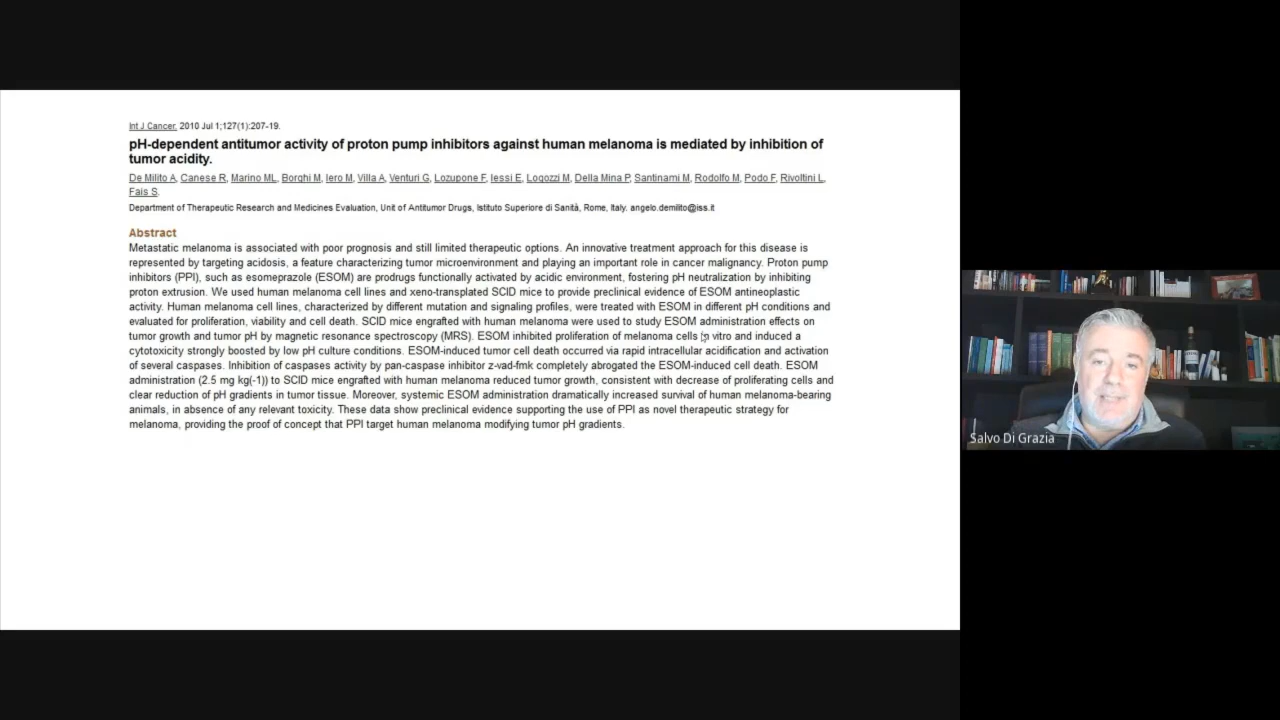 Int J Cancer. 2010 Jul 1;127(1):207-19.
pH-dependent antitumor activity of proton pump inhibitors against human melanoma is mediated by inhibition of
tumor acidity.
De Milito A, Canese R, Marino ML, Borghi M, Iero M, Villa A, Venturi G, Lozupone F, Iessi E, Logozzi M, Della Mina P, Santinami M, Rodolfo M, Podo F, Rivoltini L,
Fais S.
Department of Therapeutic Research and Medicines Evaluation, Unit of Antitumor Drugs, Istituto Superiore di Sanità, Rome, Italy. angelo.demilito@iss.it
Abstract
Metastatic melanoma is associated with poor prognosis and still limited therapeutic options. An innovative treatment approach for this disease is
represented by targeting acidosis, a feature characterizing tumor microenvironment and playing an important role in cancer malignancy. Proton pump
inhibitors (PPI), such as esomeprazole (ESOM) are prodrugs functionally activated by acidic environment, fostering pH neutralization by inhibiting
proton extrusion. We used human melanoma cell lines and xeno-transplated SCID mice to provide preclinical evidence of ESOM antineoplastic
activity. Human melanoma cell lines, characterized by different mutation and signaling profiles, were treated with ESOM in different pH conditions and
evaluated for proliferation, viability and cell death. SCID mice engrafted with human melanoma were used to study ESOM administration effects on
tumor growth and tumor pH by magnetic resonance spectroscopy (MRS). ESOM inhibited proliferation of melanoma cells in vitro and induced a
cytotoxicity strongly boosted by low pH culture conditions. ESOM-induced tumor cell death occurred via rapid intracellular acidification and activation
of several caspases. Inhibition of caspases activity by pan-caspase inhibitor z-vad-fmk completely abrogated the ESOM-induced cell death. ESOM
administration (2.5 mg kg(-1)) to SCID mice engrafted with human melanoma reduced tumor growth, consistent with decrease of proliferating cells and
clear reduction of pH gradients in tumor tissue. Moreover, systemic ESOM administration dramatically increased survival of human melanoma-bearing
animals, in absence of any relevant toxicity. These data show preclinical evidence supporting the use of PPI as novel therapeutic strategy for
melanoma, providing the proof of concept that PPI target human melanoma modifying tumor pH gradients.
Salvo Di Grazia